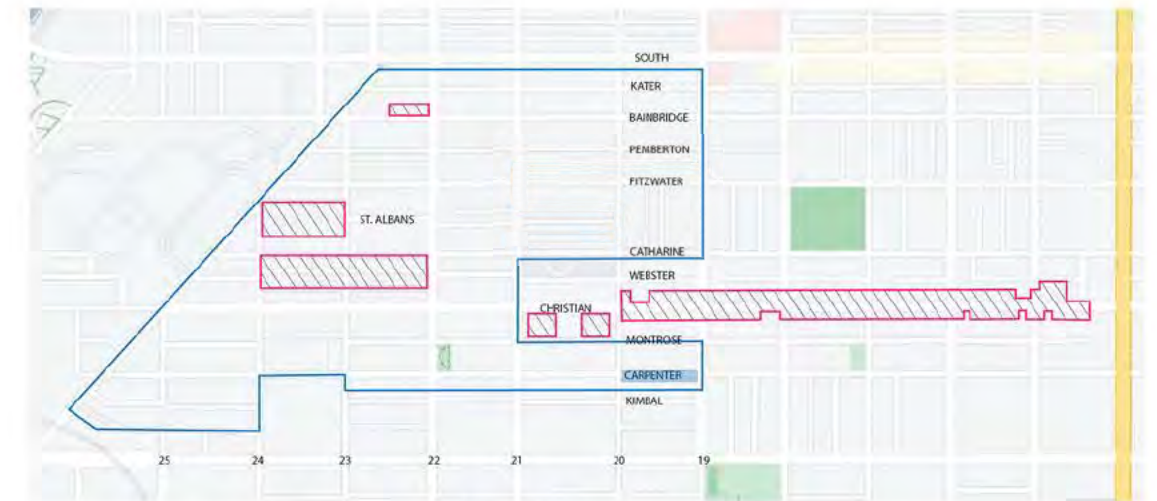 SOUTH
KATER
BAINBRIDGE
PEMBERTON
FITZWATER
ST. ALBANS
CATHARINE
WEBSTER
CHRISTIAN
MONTROSE
CARPENTER
KIMBAL
25 24 23 22 21 20 19